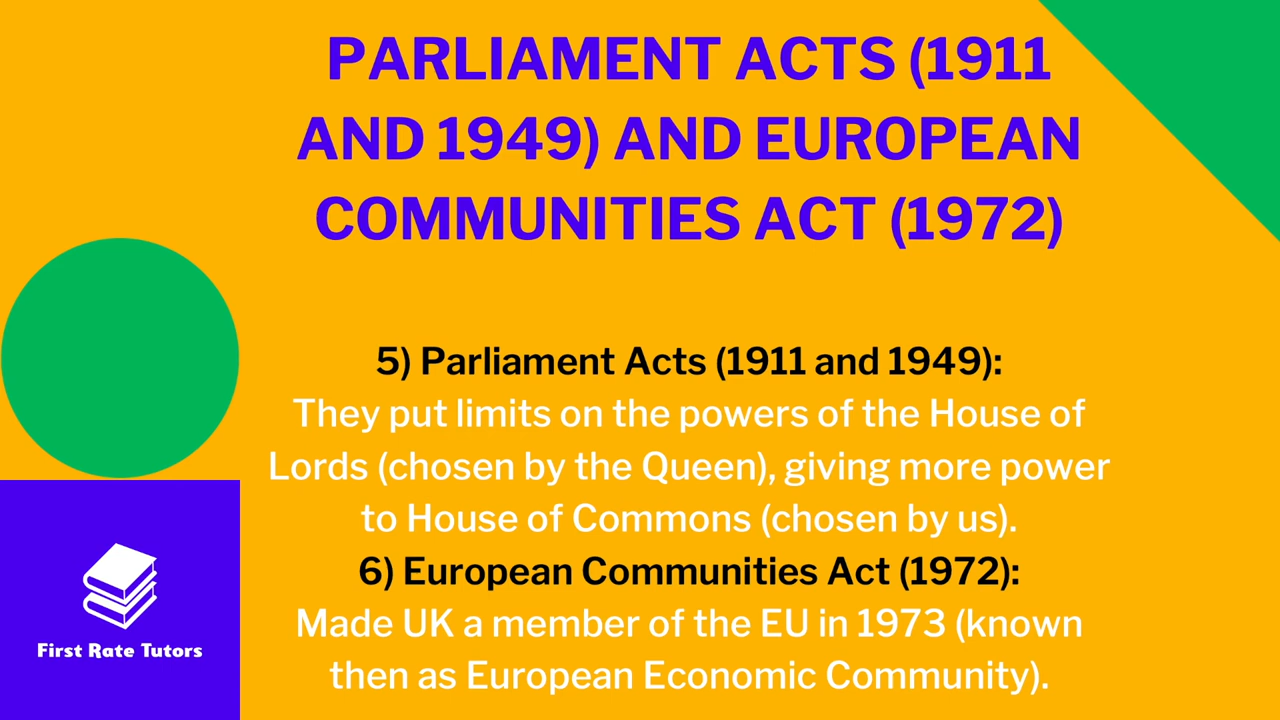 PARLIAMENT ACTS (1911
AND 1949) AND EUROPEAN
COMMUNITIES ACT (1972)
5) Parliament Acts (1911 and 1949):
They put limits on the powers of the House of
Lords (chosen by the Queen), giving more power
to House of Commons (chosen by us).
6) European Communities Act (1972):
Made UK a member of the EU in 1973 (known
then as European Economic Community).
First Rate Tutors